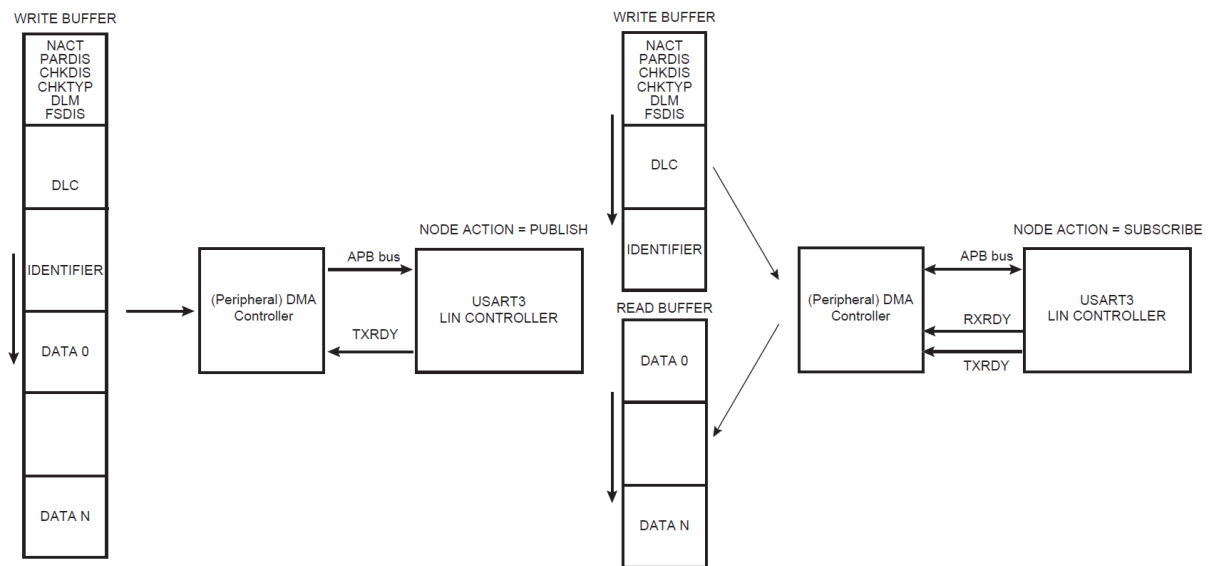 WRITE BUFFER
NACT
PARDIS
CHKDIS
CHKTYP
DLM
FSDIS
DLC
IDENTIFIER
DATA 0
DATA N
(Peripheral) DMA
Controller
APB bus
TXRDY
NODE ACTION = PUBLISH
USART3
LIN CONTROLLER
WRITE BUFFER
NACT
PARDIS
CHKDIS
CHKTYP
DLM
FSDIS
DLC
IDENTIFIER
READ BUFFER
DATA 0
DATA N
(Peripheral) DMA
Controller
APB bus
RXRDY
TXRDY
NODE ACTION = SUBSCRIBE
USART3
LIN CONTROLLER